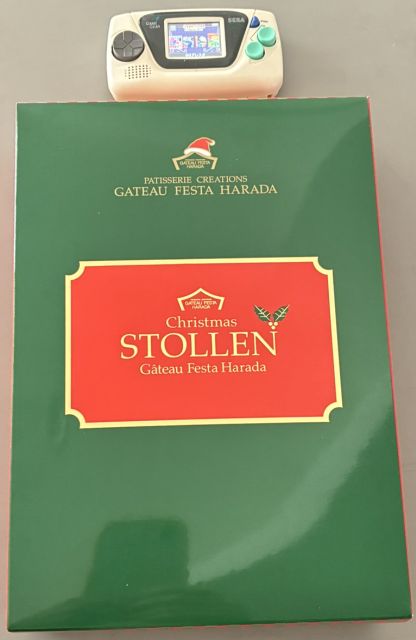 SEGA
GATEAU FESTA
HARADA
PATISSERIE CREATIONS
GATEAU FESTA HARADA
GATEAU FESTA
HARADA
Christmas
STOLLEN
Gâteau Festa Harada